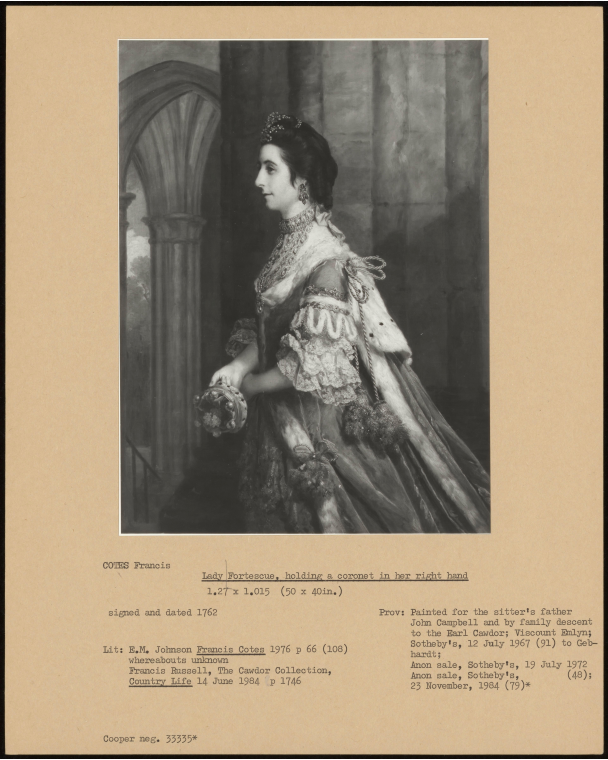 COTES Francis
Lady Fortescue, holding a coronet in her right hand
1.27 x 1.015 (50 x 40in.)
signed and dated 1762
Lit: E.M. Johnson Francis Cotes 1976 p 66 (108)
whereabouts unknown
Francis Russell, The Cawdor Collection,
Country Life 14 June 1984 p 1746
Prov: Painted for the sitter's father
John Campbell and by family descent
to the Earl Cawdor; Viscount Emlyn;
Sotheby's, 12 July 1967 (91) to Geb-
hardt;
Anon sale, Sotheby's, 19 July 1972
Anon sale, Sotheby's, (48);
23 November, 1984 (79)*
Cooper neg. 33335*